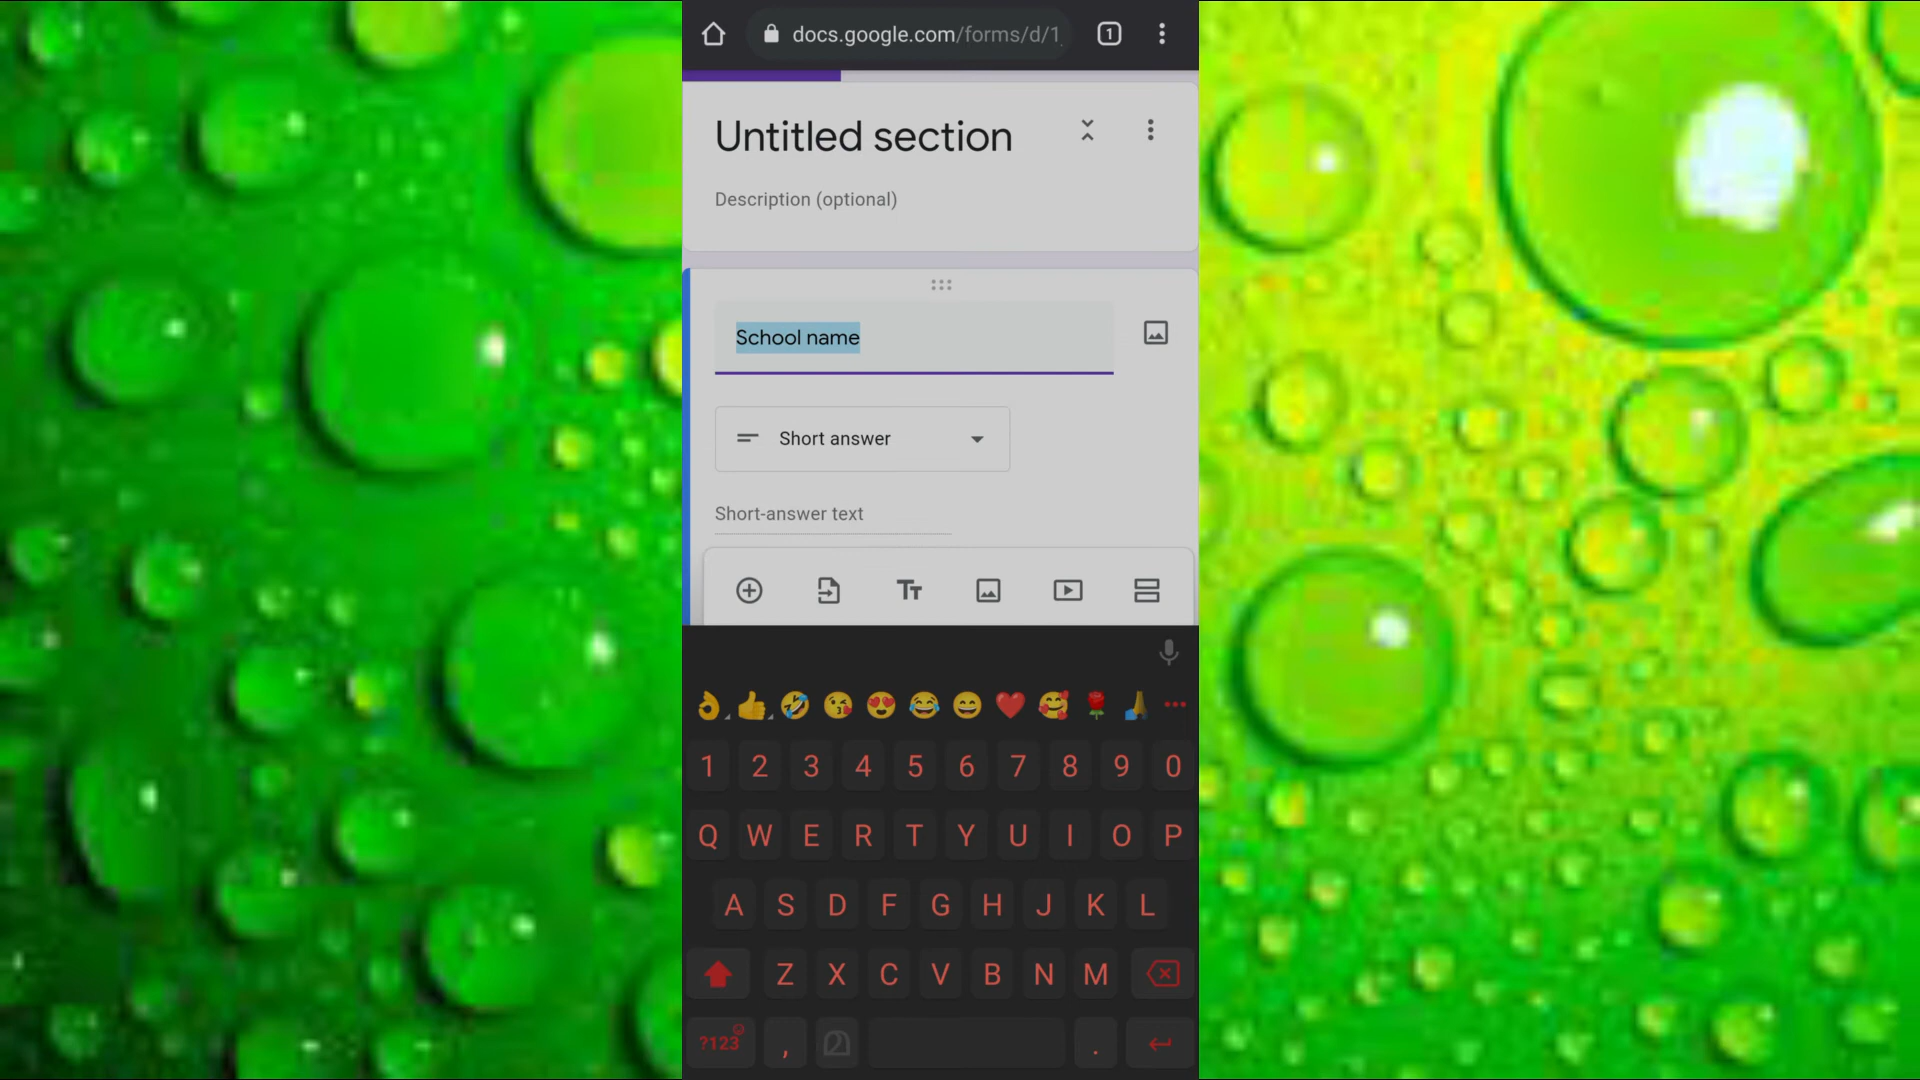 docs.google.com/forms/d/1
1
Untitled section
Description (optional)
School name
Short answer
Short-answer text
Tт
1 2 3 4 5 6 7 8 9 0
Q W E R T Y U I O P
A S D F G H J K L
Z X C V B N M
?123 , .